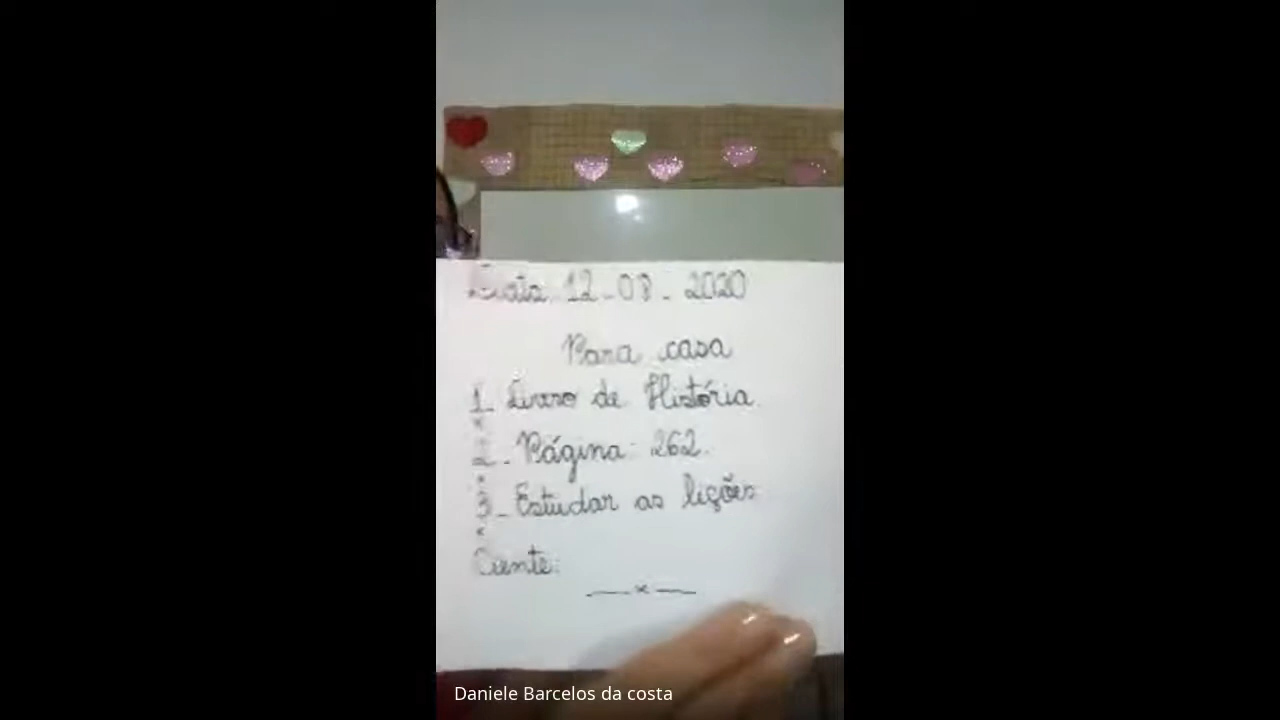 Data: 12-08-2020
Para casa
1- Livro de História.
2- Página: 262.
3- Estudar as lições
Ciente:
Daniele Barcelos da costa